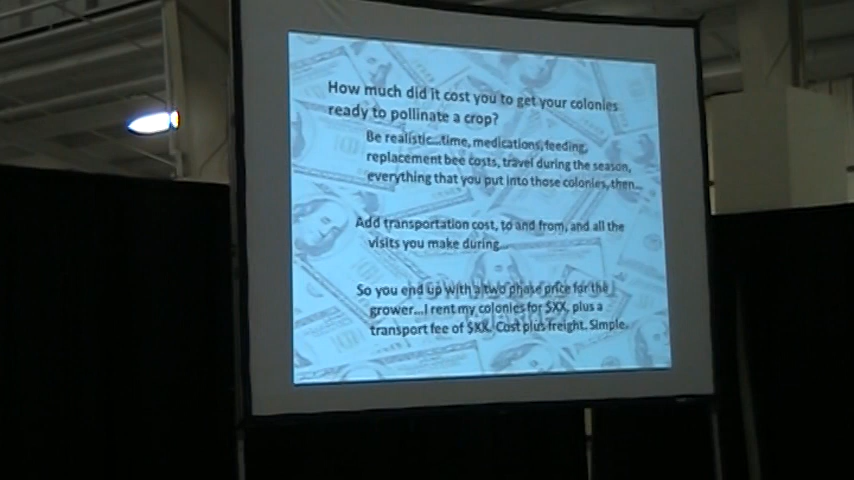 How much did it cost you to get your colonies
ready to pollinate a crop?
Be realistic...time, medications, feeding,
replacement bee costs, travel during the season,
everything that you put into those colonies, then...
Add transportation cost, to and from, and all the
visits you make during...
So you end up with a two phase price for the
grower...I rent my colonies for $XX, plus a
transport fee of $XX. Cost plus freight. Simple.